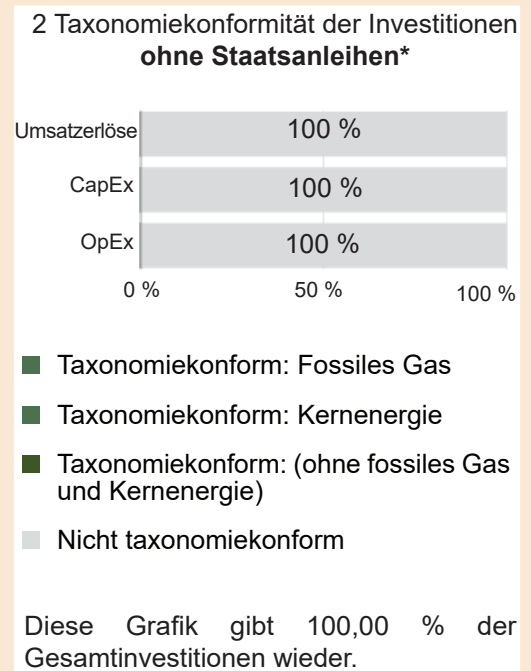 2 Taxonomiekonformität der Investitionen
ohne Staatsanleihen*
Umsatzerlöse 100 %
CapEx 100 %
OpEx 100 %
0 % 50 % 100 %
Taxonomiekonform: Fossiles Gas
Taxonomiekonform: Kernenergie
Taxonomiekonform: (ohne fossiles Gas
und Kernenergie)
Nicht taxonomiekonform
Diese Grafik gibt 100,00 % der
Gesamtinvestitionen wieder.